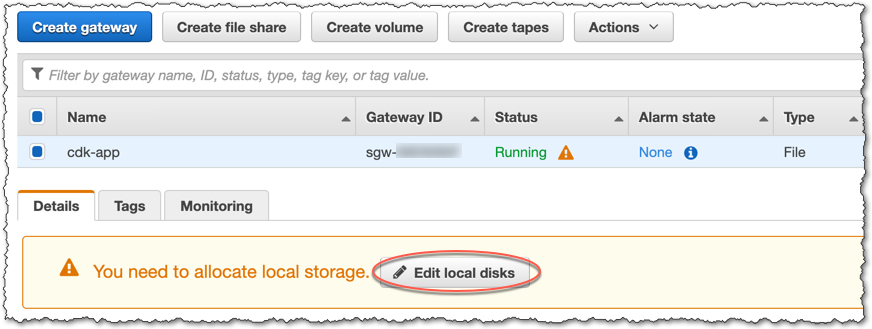 Create gateway Create file share Create volume Create tapes Actions
Filter by gateway name, ID, status, type, tag key, or tag value.
Name Gateway ID Status Alarm state Type
cdk-app sgw- Running None File
Details Tags Monitoring
You need to allocate local storage. Edit local disks